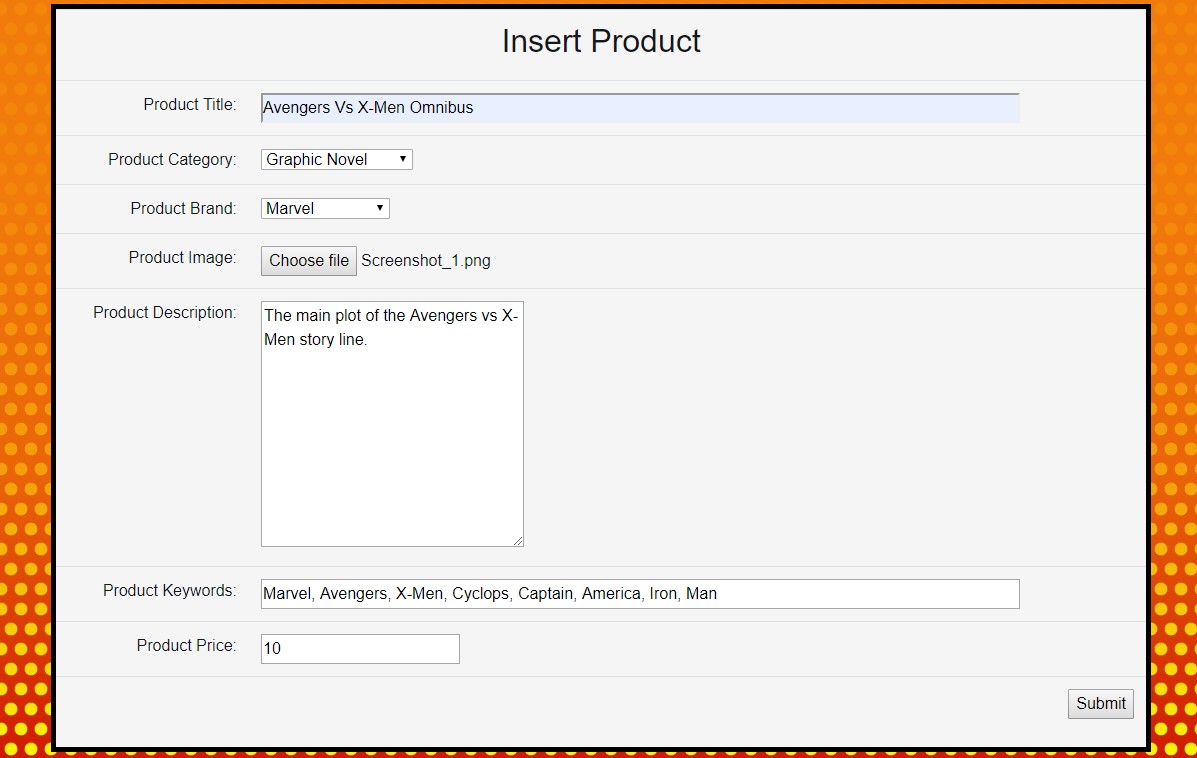 Insert Product
Product Title: Avengers Vs X-Men Omnibus
Product Category: Graphic Novel
Product Brand: Marvel
Product Image: Choose file Screenshot_1.png
Product Description: The main plot of the Avengers vs X-
Men story line.
Product Keywords: Marvel, Avengers, X-Men, Cyclops, Captain, America, Iron, Man
Product Price: 10
Submit